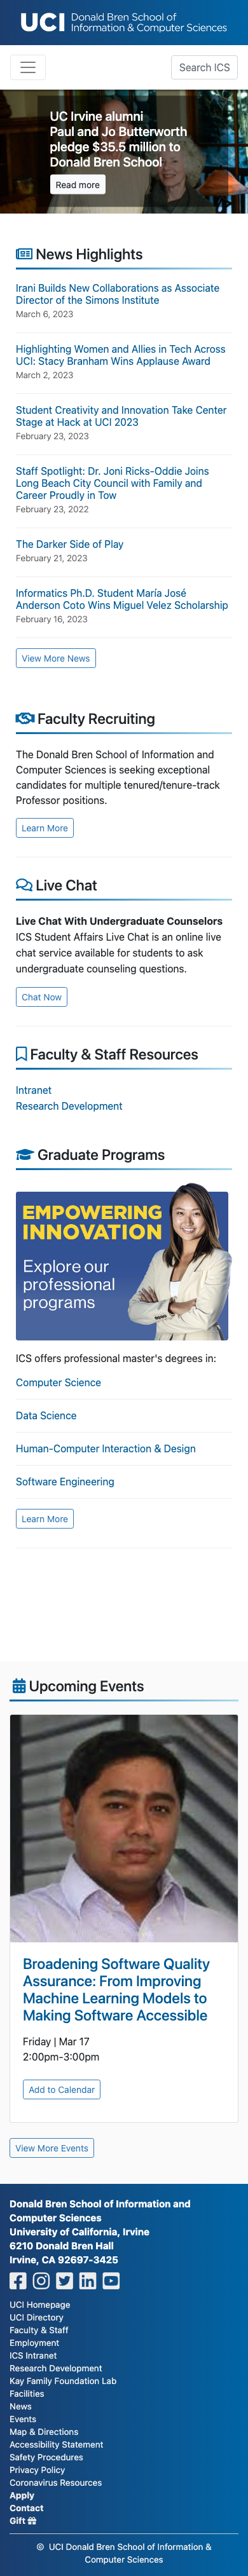 UCI Donald Bren School of
Information & Computer Sciences
Search ICS
UC Irvine alumni
Paul and Jo Butterworth
pledge $35.5 million to
Donald Bren School
Read more
News Highlights
Irani Builds New Collaborations as Associate
Director of the Simons Institute
March 6, 2023
Highlighting Women and Allies in Tech Across
UCI: Stacy Branham Wins Applause Award
March 2, 2023
Student Creativity and Innovation Take Center
Stage at Hack at UCI 2023
February 23, 2023
Staff Spotlight: Dr. Joni Ricks-Oddie Joins
Long Beach City Council with Family and
Career Proudly in Tow
February 23, 2022
The Darker Side of Play
February 21, 2023
Informatics Ph.D. Student María José
Anderson Coto Wins Miguel Velez Scholarship
February 16, 2023
View More News
Faculty Recruiting
The Donald Bren School of Information and
Computer Sciences is seeking exceptional
candidates for multiple tenured/tenure-track
Professor positions.
Learn More
Live Chat
Live Chat With Undergraduate Counselors
ICS Student Affairs Live Chat is an online live
chat service available for students to ask
undergraduate counseling questions.
Chat Now
Faculty & Staff Resources
Intranet
Research Development
Graduate Programs
EMPOWERING
INNOVATION
Explore our
professional
programs
ICS offers professional master's degrees in:
Computer Science
Data Science
Human-Computer Interaction & Design
Software Engineering
Learn More
Upcoming Events
Broadening Software Quality
Assurance: From Improving
Machine Learning Models to
Making Software Accessible
Friday | Mar 17
2:00pm-3:00pm
Add to Calendar
View More Events
Donald Bren School of Information and
Computer Sciences
University of California, Irvine
6210 Donald Bren Hall
Irvine, CA 92697-3425
UCI Homepage
UCI Directory
Faculty & Staff
Employment
ICS Intranet
Research Development
Kay Family Foundation Lab
Facilities
News
Events
Map & Directions
Accessibility Statement
Safety Procedures
Privacy Policy
Coronavirus Resources
Apply
Contact
Gift
© UCI Donald Bren School of Information &
Computer Sciences